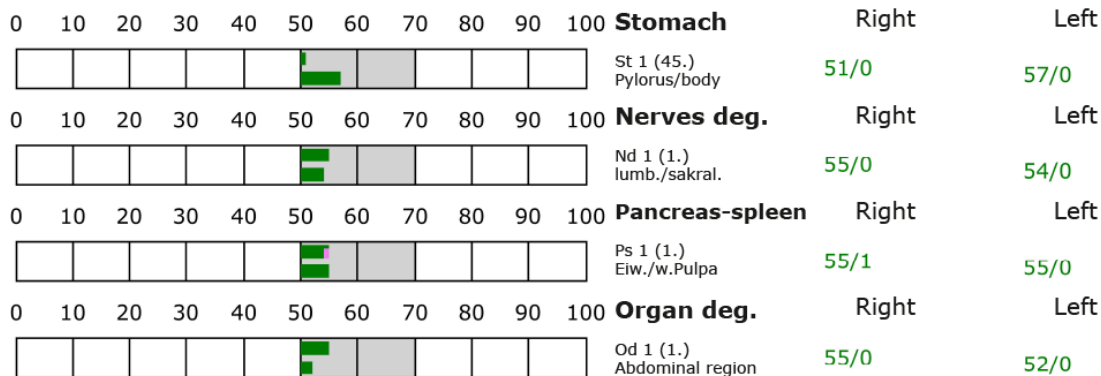 0 10 20 30 40 50 60 70 80 90 100 Stomach Right Left
St 1 (45.) 51/0 57/0
Pylorus/body
0 10 20 30 40 50 60 70 80 90 100 Nerves deg. Right Left
Nd 1 (1.) 55/0 54/0
lumb./sakral.
0 10 20 30 40 50 60 70 80 90 100 Pancreas-spleen Right Left
Ps 1 (1.) 55/1 55/0
Eiw./w.Pulpa
0 10 20 30 40 50 60 70 80 90 100 Organ deg. Right Left
Od 1 (1.) 55/0 52/0
Abdominal region